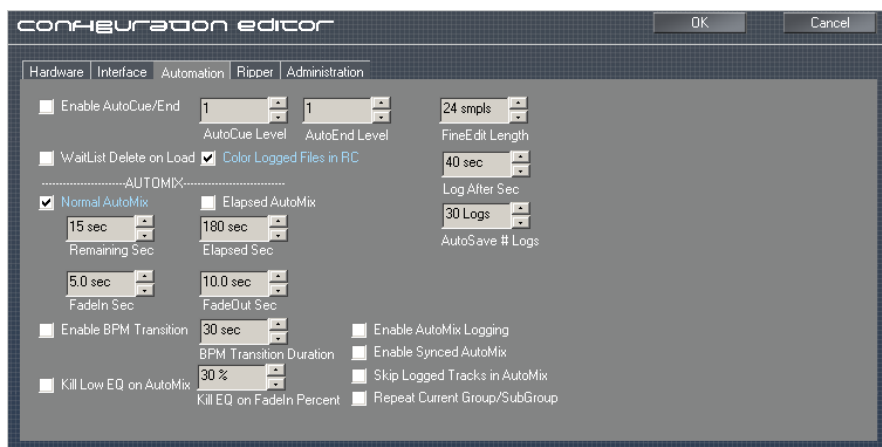 configuration editor
OK
Cancel
Hardware Interface Automation Ripper Administration
Enable AutoCue/End
1
AutoCue Level
1
AutoEnd Level
24 smpls
FineEdit Length
WaitList Delete on Load
Color Logged Files in RC
40 sec
Log After Sec
AUTOMIX
Normal AutoMix
Elapsed AutoMix
30 Logs
AutoSave # Logs
15 sec
Remaining Sec
180 sec
Elapsed Sec
5.0 sec
FadeIn Sec
10.0 sec
FadeOut Sec
Enable BPM Transition
30 sec
BPM Transition Duration
Enable AutoMix Logging
Enable Synced AutoMix
Kill Low EQ on AutoMix
30 %
Kill EQ on FadeIn Percent
Skip Logged Tracks in AutoMix
Repeat Current Group/SubGroup